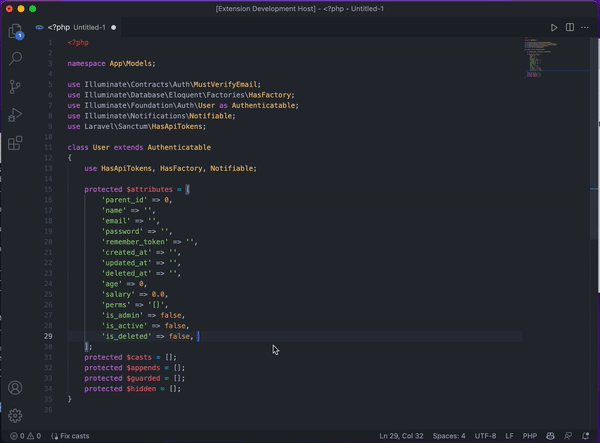 [Extension Development Host] - <?php • Untitled-1
<?php Untitled-1
1
1 <?php
2
3 namespace App\Models;
4
5 use Illuminate\Contracts\Auth\MustVerifyEmail;
6 use Illuminate\Database\Eloquent\Factories\HasFactory;
7 use Illuminate\Foundation\Auth\User as Authenticatable;
8 use Illuminate\Notifications\Notifiable;
9 use Laravel\Sanctum\HasApiTokens;
10
11 class User extends Authenticatable
12 {
13 use HasApiTokens, HasFactory, Notifiable;
14
15 protected $attributes = [
16 'parent_id' => 0,
17 'name' => '',
18 'email' => '',
19 'password' => '',
20 'remember_token' => '',
21 'created_at' => '',
22 'updated_at' => '',
23 'deleted_at' => '',
24 'age' => 0,
25 'salary' => 0.0,
26 'perms' => '[]',
27 'is_admin' => false,
28 'is_active' => false,
29 'is_deleted' => false,
30 ];
31 protected $casts = [];
32 protected $appends = [];
33 protected $guarded = [];
34 protected $hidden = [];
35 }
36
0 0 Fix casts
Ln 29, Col 32 Spaces: 4 UTF-8 LF PHP